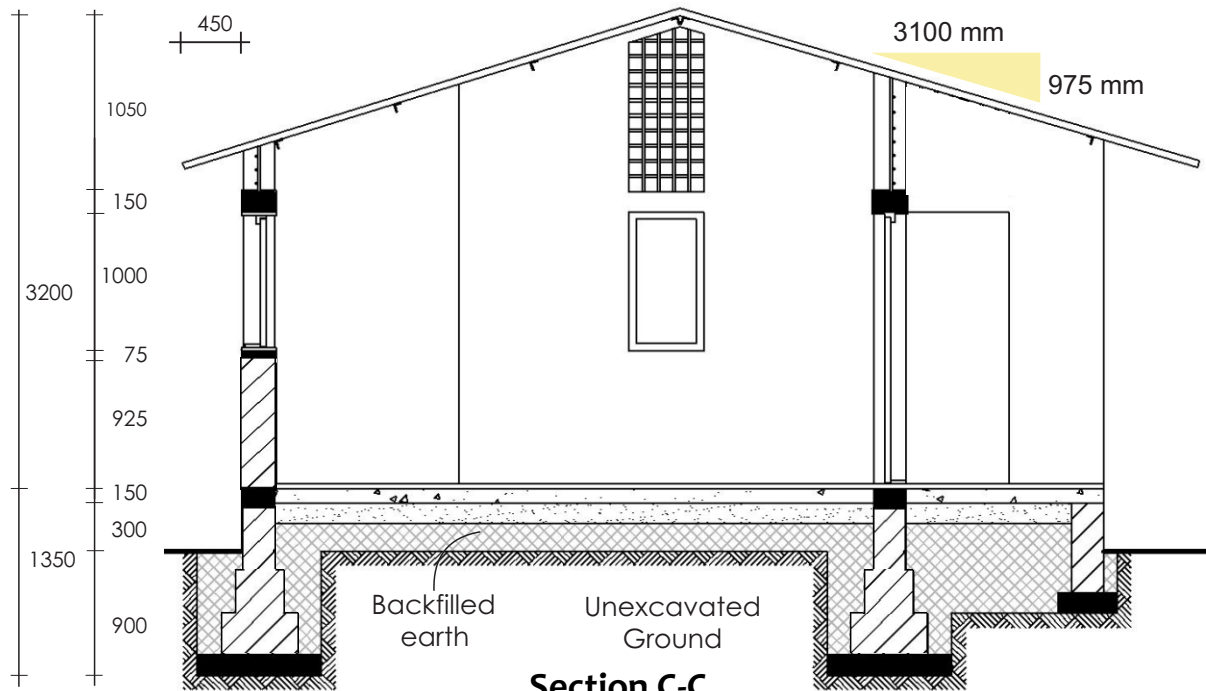 450
3100 mm
975 mm
1050
150
1000
3200
75
925
150
300
1350
900
Backfilled
earth
Unexcavated
Ground
Section C-C